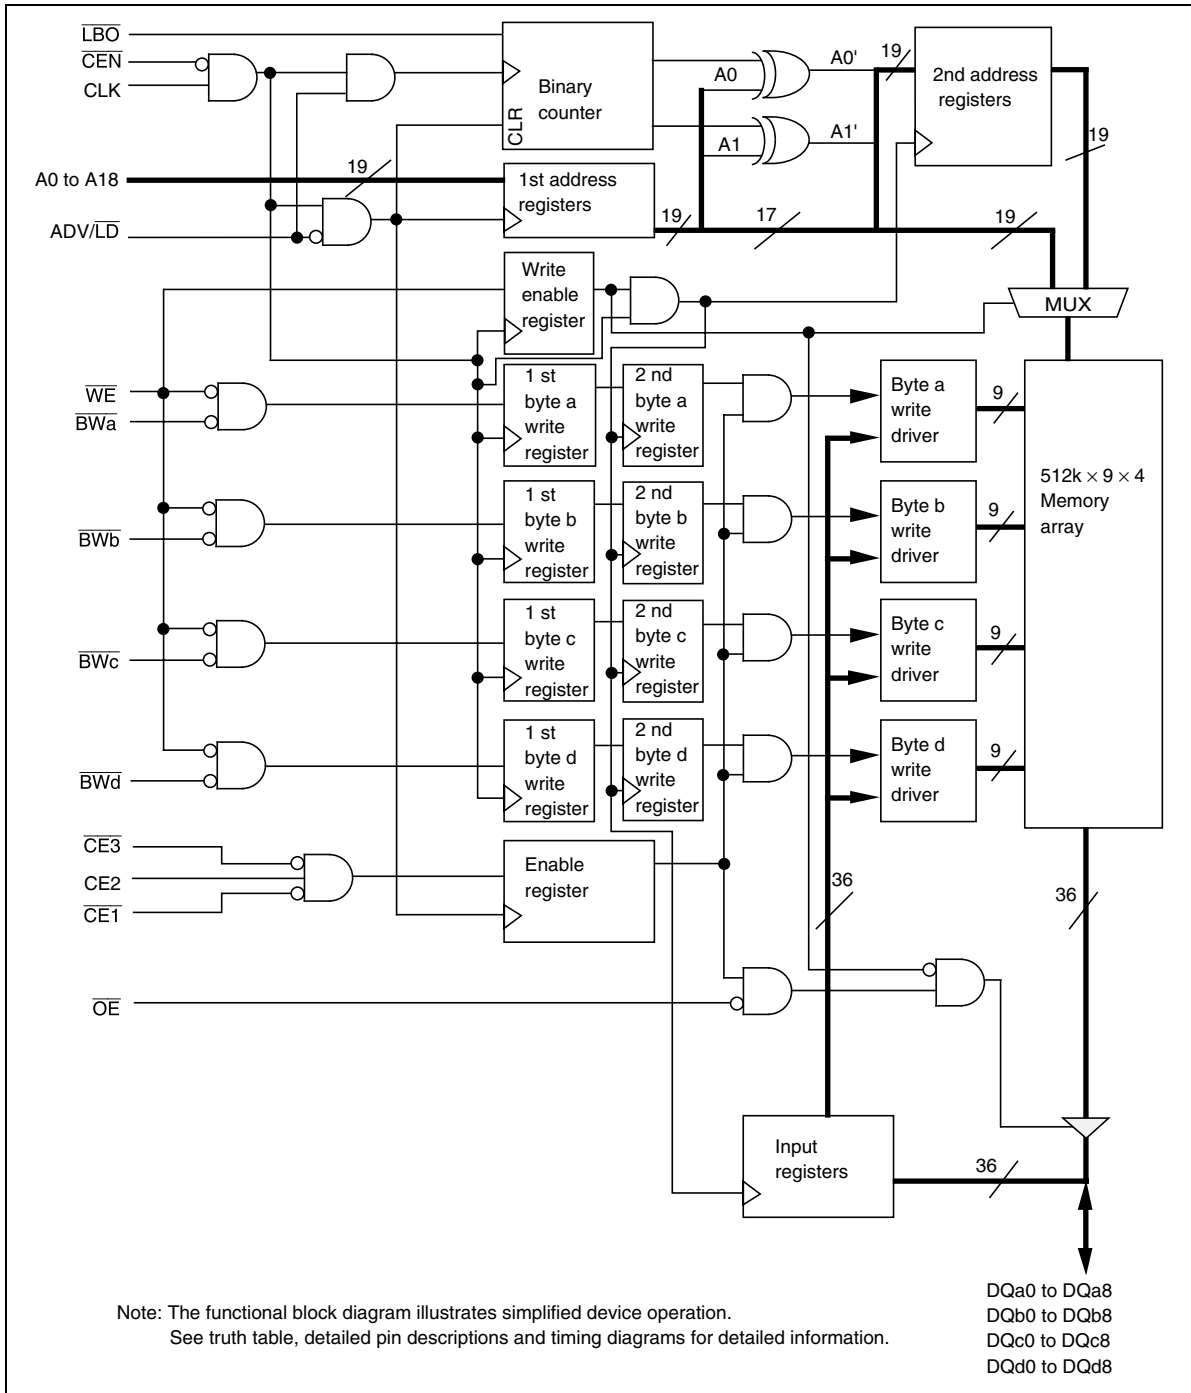 LBO
CEN
CLK
Binary
counter
CLR
A0
A0'
A1
A1'
19
2nd address
registers
19
A0 to A18
19
1st address
registers
ADV/LD
19
17
19
Write
enable
register
MUX
WE
BWa
1 st
byte a
write
register
2 nd
byte a
write
register
Byte a
write
driver
9
512k × 9 × 4
Memory
array
BWb
1 st
byte b
write
register
2 nd
byte b
write
register
Byte b
write
driver
9
BWc
1 st
byte c
write
register
2 nd
byte c
write
register
Byte c
write
driver
9
BWd
1 st
byte d
write
register
2 nd
byte d
write
register
Byte d
write
driver
9
CE3
CE2
CE1
Enable
register
36
36
OE
Input
registers
36
DQa0 to DQa8
DQb0 to DQb8
DQc0 to DQc8
DQd0 to DQd8
Note: The functional block diagram illustrates simplified device operation.
See truth table, detailed pin descriptions and timing diagrams for detailed information.